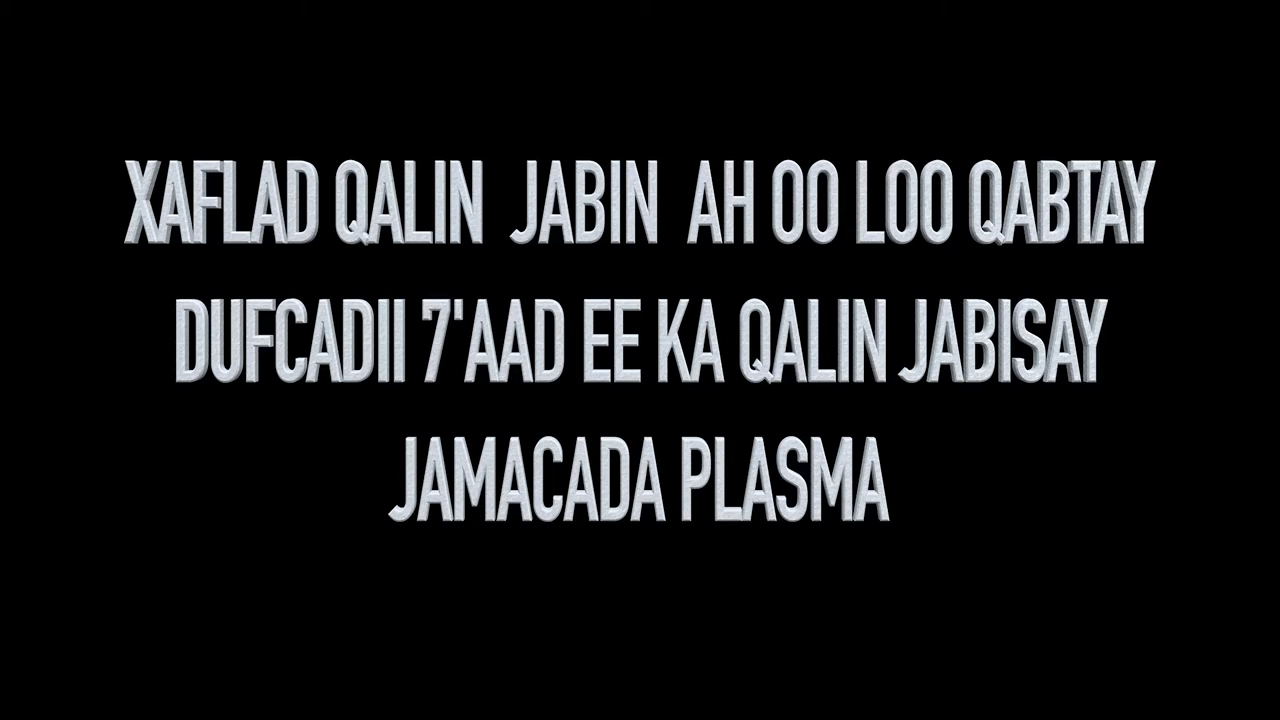 XAFLAD QALIN JABIN AH OO LOO QABTAY
DUFCADII 7'AAD EE KA QALIN JABISAY
JAMACADA PLASMA